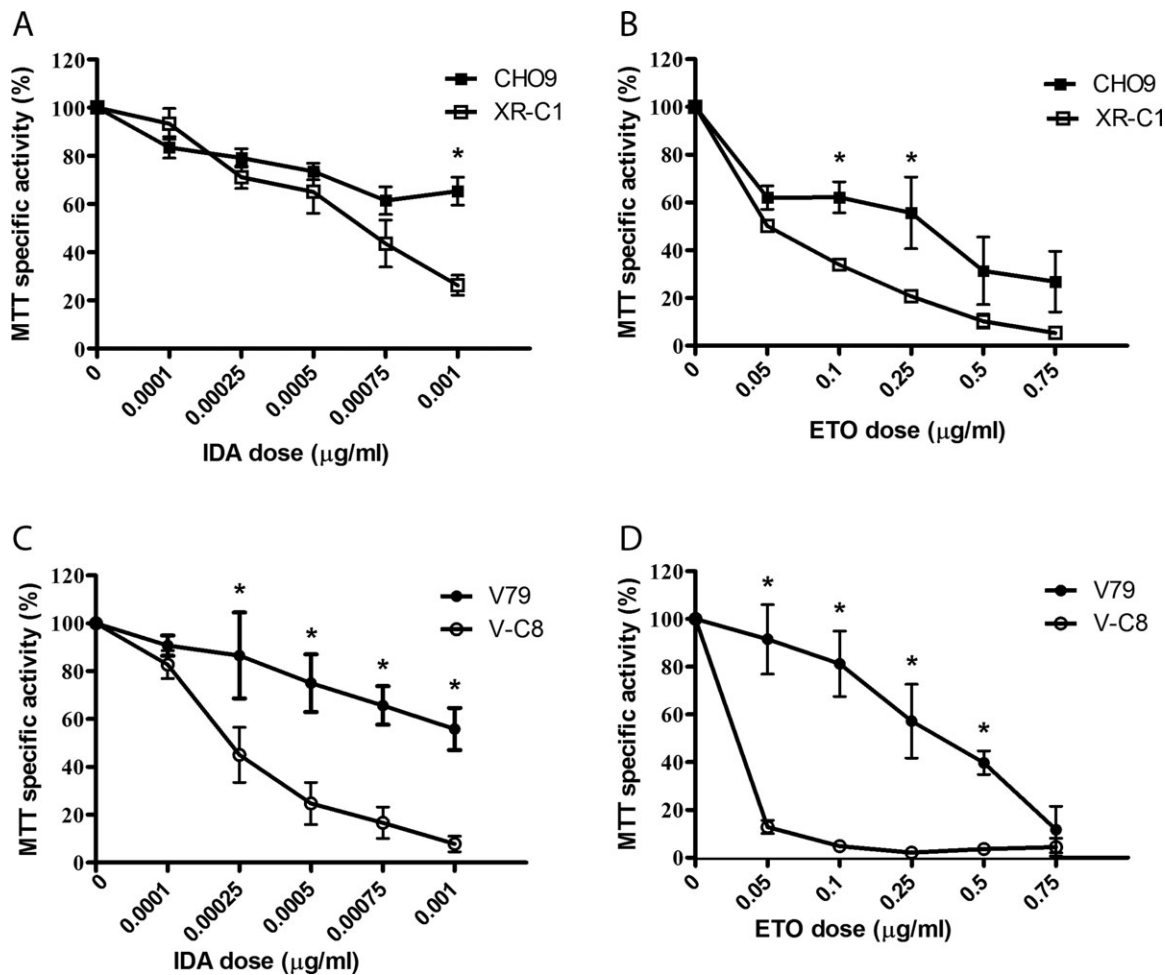 A
MTT specific activity (%)
120
100
80
60
40
20
0
CHO9
XR-C1
*
0
0.0001
0.00025
0.0005
0.00075
0.001
IDA dose (μg/ml)
B
MTT specific activity (%)
120
100
80
60
40
20
0
CHO9
XR-C1
* *
0
0.05
0.1
0.25
0.5
0.75
ETO dose (μg/ml)
C
MTT specific activity (%)
120
100
80
60
40
20
0
V79
V-C8
* * * *
0
0.0001
0.00025
0.0005
0.00075
0.001
IDA dose (μg/ml)
D
MTT specific activity (%)
120
100
80
60
40
20
0
V79
V-C8
* * * *
0
0.05
0.1
0.25
0.5
0.75
ETO dose (μg/ml)